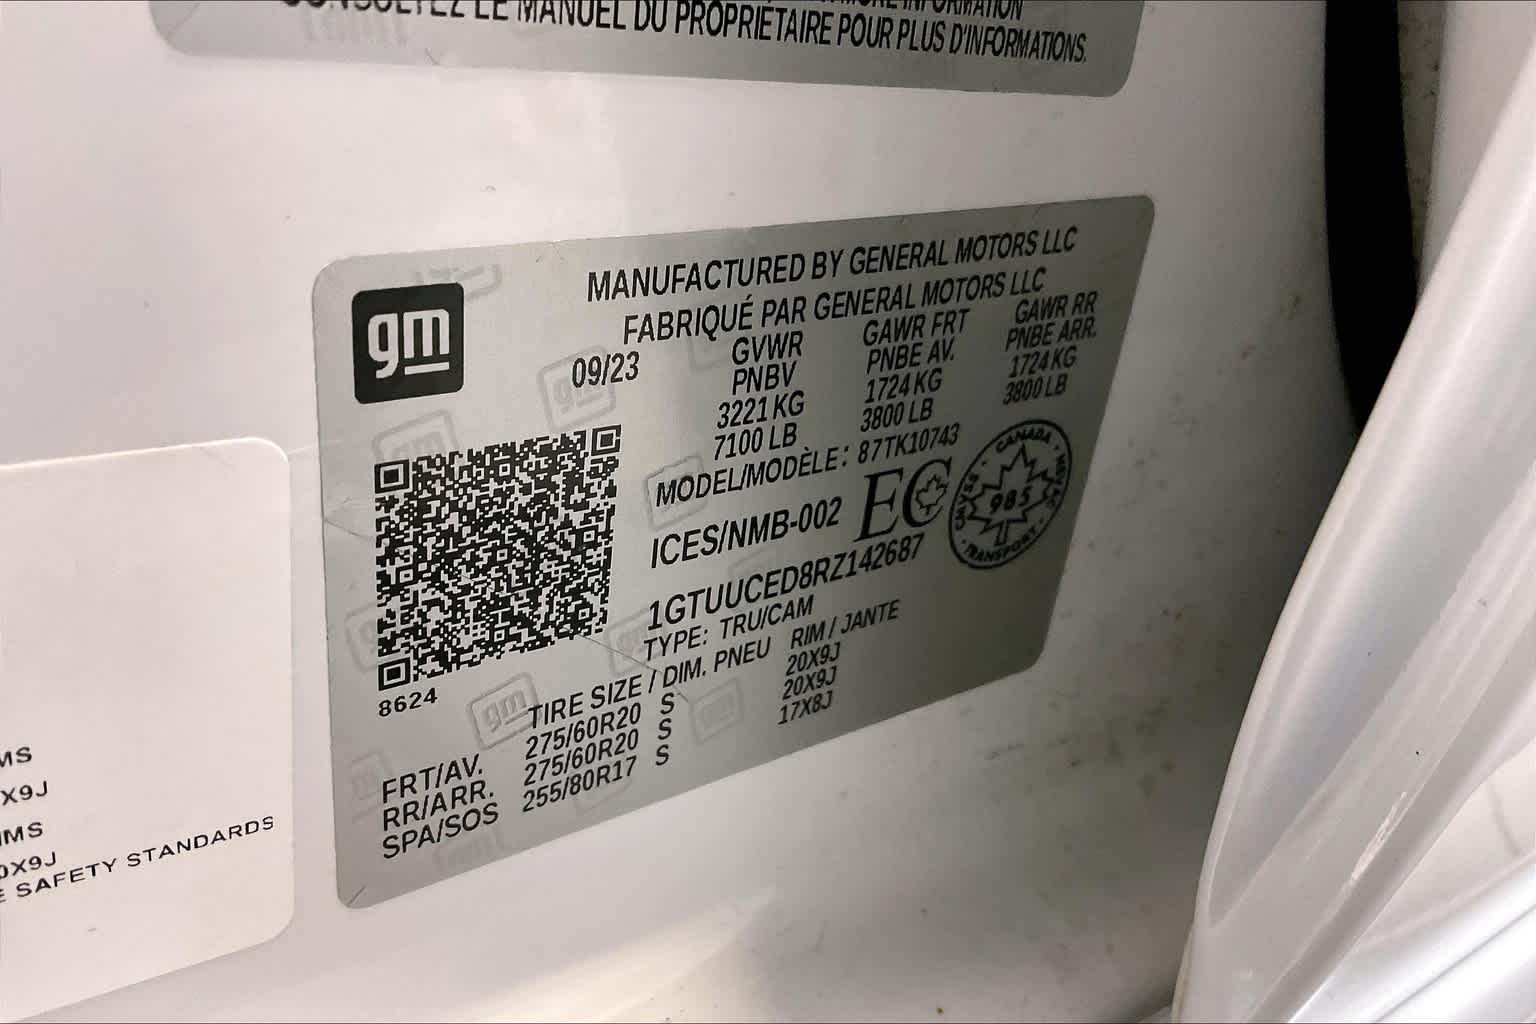 MORE INFORMATION
CONSULTEZ LE MANUEL DU PROPRIÉTAIRE POUR PLUS D'INFORMATIONS.
gm
MANUFACTURED BY GENERAL MOTORS LLC
FABRIQUÉ PAR GENERAL MOTORS LLC
09/23 GVWR GAWR FRT GAWR RR
PNBV PNBE AV. PNBE ARR.
3221 KG 1724 KG 1724 KG
7100 LB 3800 LB 3800 LB
MODEL/MODÈLE: 87TK10743
ICES/NMB-002 EC
CANADA 985 TRANSPORT
1GTUUCED8RZ142687
TYPE: TRU/CAM
8624
TIRE SIZE / DIM. PNEU RIM / JANTE
FRT/AV. 275/60R20 S 20X9J
RR/ARR. 275/60R20 S 20X9J
SPA/SOS 255/80R17 S 17X8J
MS
X9J
MS
0X9J
SAFETY STANDARDS